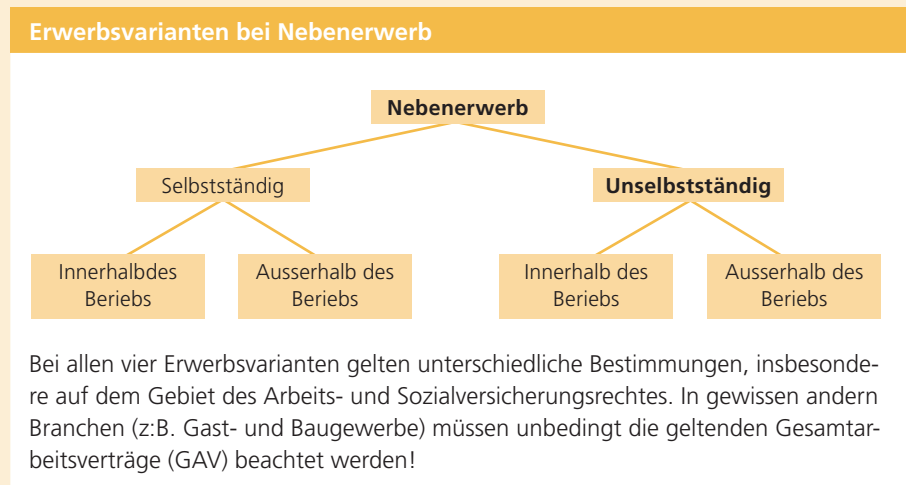 Erwerbsvarianten bei Nebenerwerb
Nebenerwerb
Selbstständig
Unselbstständig
Innerhalbdes
Beriebs
Ausserhalb des
Beriebs
Innerhalb des
Beriebs
Ausserhalb des
Beriebs
Bei allen vier Erwerbsvarianten gelten unterschiedliche Bestimmungen, insbesonde-
re auf dem Gebiet des Arbeits- und Sozialversicherungsrechtes. In gewissen andern
Branchen (z:B. Gast- und Baugewerbe) müssen unbedingt die geltenden Gesamtar-
beitsverträge (GAV) beachtet werden!